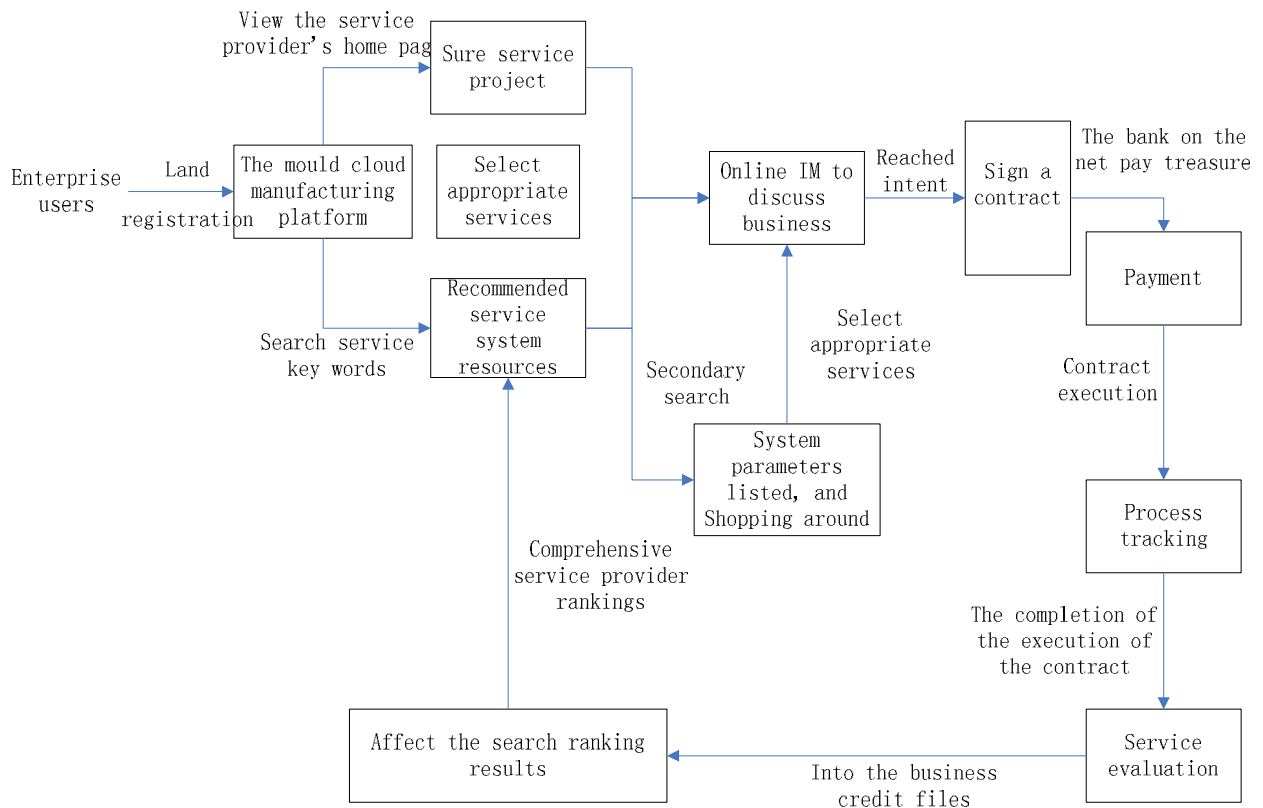 View the service
provider's home pag
Sure service
project
Enterprise
users
Land
registration
The mould cloud
manufacturing
platform
Select
appropriate
services
Search service
key words
Recommended
service
system
resources
Online IM to
discuss
business
Reached
intent
Sign a
contract
The bank on the
net pay treasure
Payment
Secondary
search
Select
appropriate
services
System
parameters
listed, and
Shopping around
Contract
execution
Process
tracking
Comprehensive
service provider
rankings
The completion of
the execution of
the contract
Affect the search ranking
results
Into the business
credit files
Service
evaluation